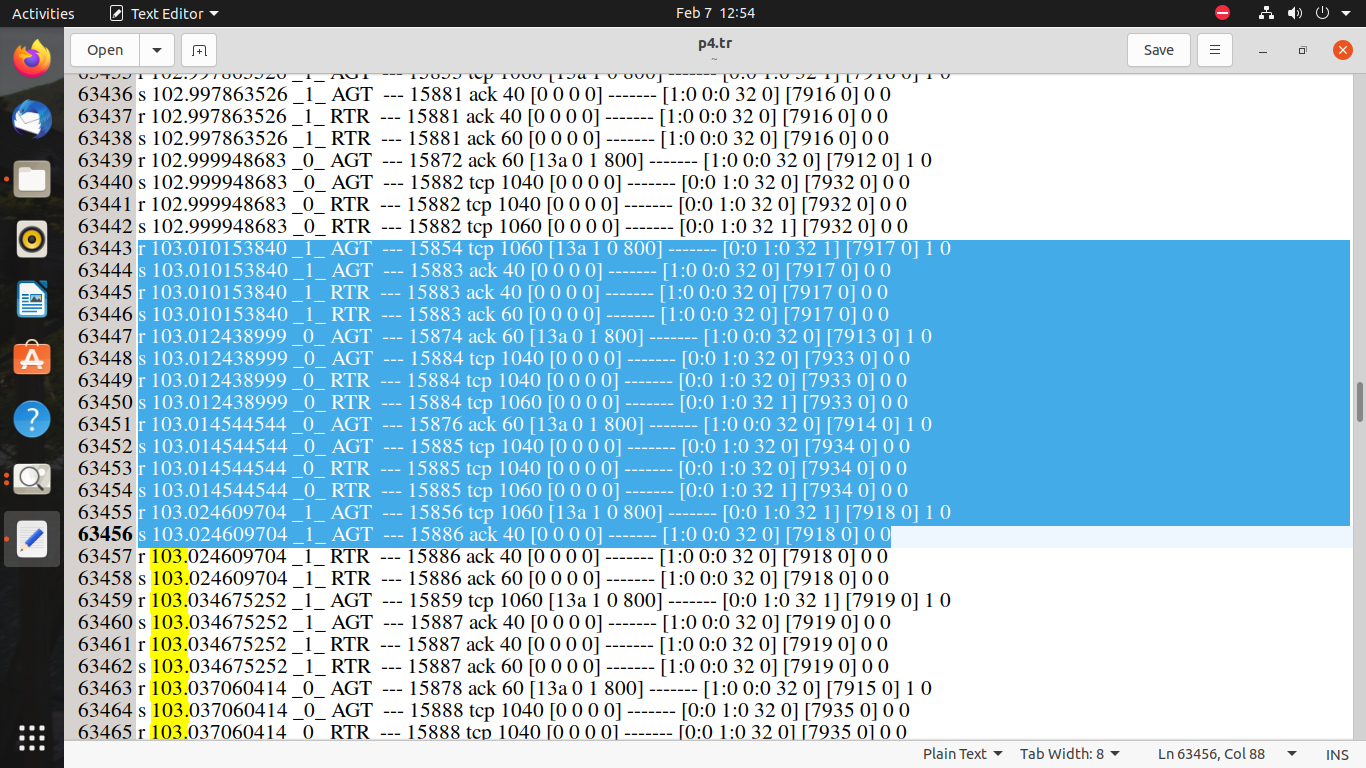 Activities Text Editor Feb 7 12:54
Open p4.tr Save
~
63435 r 102.997863526 _1_ AGT --- 15853 tcp 1060 [13a 1 0 800] ------- [0:0 1:0 32 1] [7916 0] 1 0
63436 s 102.997863526 _1_ AGT --- 15881 ack 40 [0 0 0 0] ------- [1:0 0:0 32 0] [7916 0] 0 0
63437 r 102.997863526 _1_ RTR --- 15881 ack 40 [0 0 0 0] ------- [1:0 0:0 32 0] [7916 0] 0 0
63438 s 102.997863526 _1_ RTR --- 15881 ack 60 [0 0 0 0] ------- [1:0 0:0 32 0] [7916 0] 0 0
63439 r 102.999948683 _0_ AGT --- 15872 ack 60 [13a 0 1 800] ------- [1:0 0:0 32 0] [7912 0] 1 0
63440 s 102.999948683 _0_ AGT --- 15882 tcp 1040 [0 0 0 0] ------- [0:0 1:0 32 0] [7932 0] 0 0
63441 r 102.999948683 _0_ RTR --- 15882 tcp 1040 [0 0 0 0] ------- [0:0 1:0 32 0] [7932 0] 0 0
63442 s 102.999948683 _0_ RTR --- 15882 tcp 1060 [0 0 0 0] ------- [0:0 1:0 32 1] [7932 0] 0 0
63443 r 103.010153840 _1_ AGT --- 15854 tcp 1060 [13a 1 0 800] ------- [0:0 1:0 32 1] [7917 0] 1 0
63444 s 103.010153840 _1_ AGT --- 15883 ack 40 [0 0 0 0] ------- [1:0 0:0 32 0] [7917 0] 0 0
63445 r 103.010153840 _1_ RTR --- 15883 ack 40 [0 0 0 0] ------- [1:0 0:0 32 0] [7917 0] 0 0
63446 s 103.010153840 _1_ RTR --- 15883 ack 60 [0 0 0 0] ------- [1:0 0:0 32 0] [7917 0] 0 0
63447 r 103.012438999 _0_ AGT --- 15874 ack 60 [13a 0 1 800] ------- [1:0 0:0 32 0] [7913 0] 1 0
63448 s 103.012438999 _0_ AGT --- 15884 tcp 1040 [0 0 0 0] ------- [0:0 1:0 32 0] [7933 0] 0 0
63449 r 103.012438999 _0_ RTR --- 15884 tcp 1040 [0 0 0 0] ------- [0:0 1:0 32 0] [7933 0] 0 0
63450 s 103.012438999 _0_ RTR --- 15884 tcp 1060 [0 0 0 0] ------- [0:0 1:0 32 1] [7933 0] 0 0
63451 r 103.014544544 _0_ AGT --- 15876 ack 60 [13a 0 1 800] ------- [1:0 0:0 32 0] [7914 0] 1 0
63452 s 103.014544544 _0_ AGT --- 15885 tcp 1040 [0 0 0 0] ------- [0:0 1:0 32 0] [7934 0] 0 0
63453 r 103.014544544 _0_ RTR --- 15885 tcp 1040 [0 0 0 0] ------- [0:0 1:0 32 0] [7934 0] 0 0
63454 s 103.014544544 _0_ RTR --- 15885 tcp 1060 [0 0 0 0] ------- [0:0 1:0 32 1] [7934 0] 0 0
63455 r 103.024609704 _1_ AGT --- 15856 tcp 1060 [13a 1 0 800] ------- [0:0 1:0 32 1] [7918 0] 1 0
63456 s 103.024609704 _1_ AGT --- 15886 ack 40 [0 0 0 0] ------- [1:0 0:0 32 0] [7918 0] 0 0
63457 r 103.024609704 _1_ RTR --- 15886 ack 40 [0 0 0 0] ------- [1:0 0:0 32 0] [7918 0] 0 0
63458 s 103.024609704 _1_ RTR --- 15886 ack 60 [0 0 0 0] ------- [1:0 0:0 32 0] [7918 0] 0 0
63459 r 103.034675252 _1_ AGT --- 15859 tcp 1060 [13a 1 0 800] ------- [0:0 1:0 32 1] [7919 0] 1 0
63460 s 103.034675252 _1_ AGT --- 15887 ack 40 [0 0 0 0] ------- [1:0 0:0 32 0] [7919 0] 0 0
63461 r 103.034675252 _1_ RTR --- 15887 ack 40 [0 0 0 0] ------- [1:0 0:0 32 0] [7919 0] 0 0
63462 s 103.034675252 _1_ RTR --- 15887 ack 60 [0 0 0 0] ------- [1:0 0:0 32 0] [7919 0] 0 0
63463 r 103.037060414 _0_ AGT --- 15878 ack 60 [13a 0 1 800] ------- [1:0 0:0 32 0] [7915 0] 1 0
63464 s 103.037060414 _0_ AGT --- 15888 tcp 1040 [0 0 0 0] ------- [0:0 1:0 32 0] [7935 0] 0 0
63465 r 103.037060414 _0_ RTR --- 15888 tcp 1040 [0 0 0 0] ------- [0:0 1:0 32 0] [7935 0] 0 0
Plain Text Tab Width: 8 Ln 63456, Col 88 INS